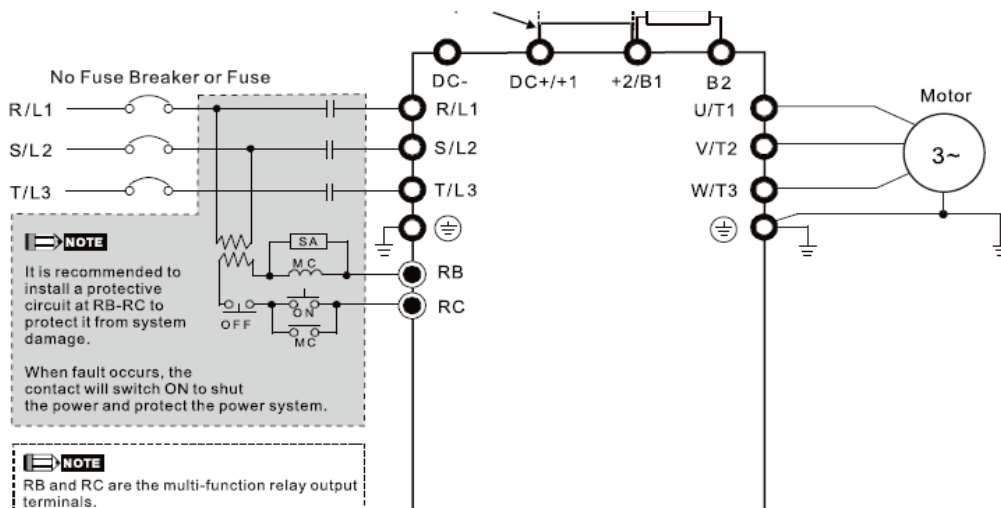 DC-
DC+/+1
+2/B1
B2
No Fuse Breaker or Fuse
R/L1
R/L1
U/T1
Motor
S/L2
S/L2
V/T2
3~
T/L3
T/L3
W/T3
NOTE
It is recommended to
install a protective
circuit at RB-RC to
protect it from system
damage.
When fault occurs, the
contact will switch ON to shut
the power and protect the power system.
SA
MC
RB
OFF
ON
MC
RC
NOTE
RB and RC are the multi-function relay output
terminals.